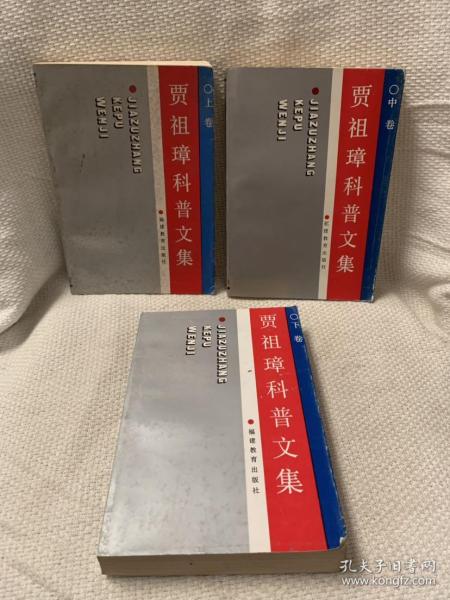 上卷
贾祖璋科普文集
福建教育出版社
JIAZUZHANG
KEPU
WENJI
中卷
贾祖璋科普文集
福建教育出版社
JIAZUZHANG
KEPU
WENJI
下卷
贾祖璋科普文集
福建教育出版社
JIAZUZHANG
KEPU
WENJI
孔夫子旧书网
www.kongfz.com